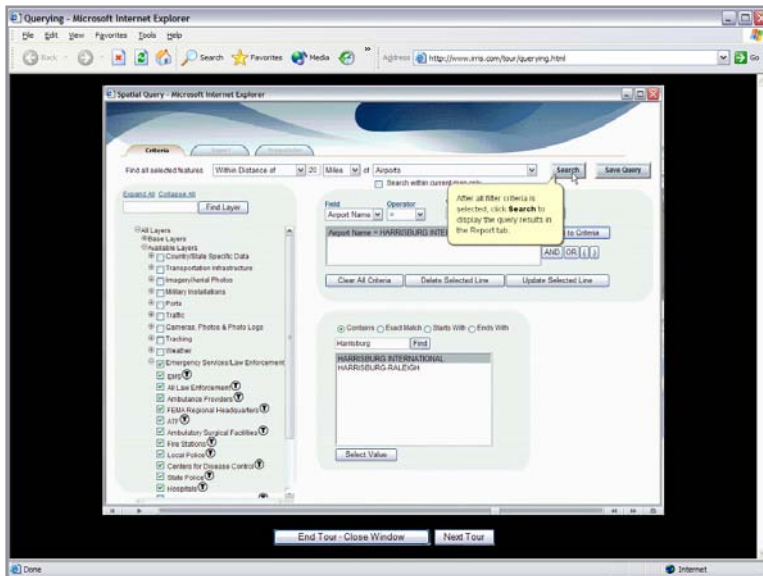 Querying - Microsoft Internet Explorer
File Edit View Favorites Tools Help
Back Search Favorites Media » Address http://www.irris.com/tour/querying.html Go
Spatial Query - Microsoft Internet Explorer
Criteria Report
Find all selected features Within Distance of 20 Miles of Airports Search Save Query
Search within current map only
Expand All Collapse All
Find Layer
Field Operator
Airport Name =
After all filter criteria is
selected, click Search to
display the query results in
the Report tab.
Airport Name = HARRISBURG INTER
to Criteria
AND OR ( )
Clear All Criteria Delete Selected Line Update Selected Line
All Layers
Base Layers
Available Layers
Country/State Specific Data
Transportation Infrastructure
Imagery/Aerial Photos
Military Installations
Ports
Traffic
Cameras, Photos & Photo Logs
Tracking
Weather
Emergency Services/Law Enforcement
EMS
All Law Enforcement
Ambulance Providers
FEMA Regional Headquarters
ATF
Ambulatory Surgical Facilities
Fire Stations
Local Police
Centers for Disease Control
State Police
Hospitals
Contains Exact Match Starts With Ends With
Harrisburg Find
HARRISBURG INTERNATIONAL
HARRISBURG-RALEIGH
Select Value
End Tour - Close Window Next Tour
Done Internet